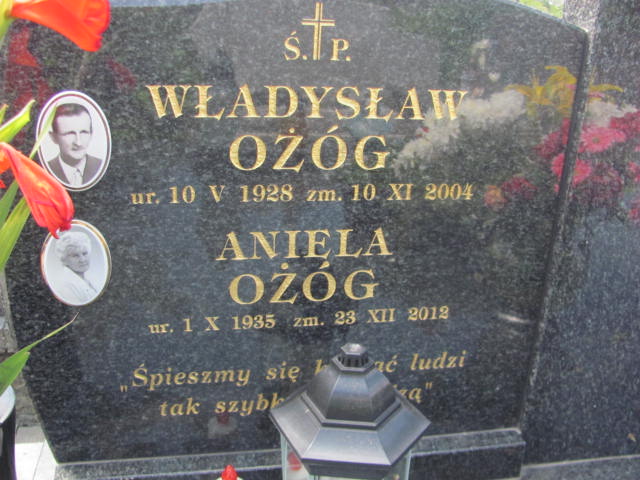 Ś. P.
WŁADYSŁAW
OŻÓG
ur. 10 V 1928 zm. 10 XI 2004
ANIELA
OŻÓG
ur. 1 X 1935 zm. 23 XII 2012
„Śpieszmy się ludzi
tak